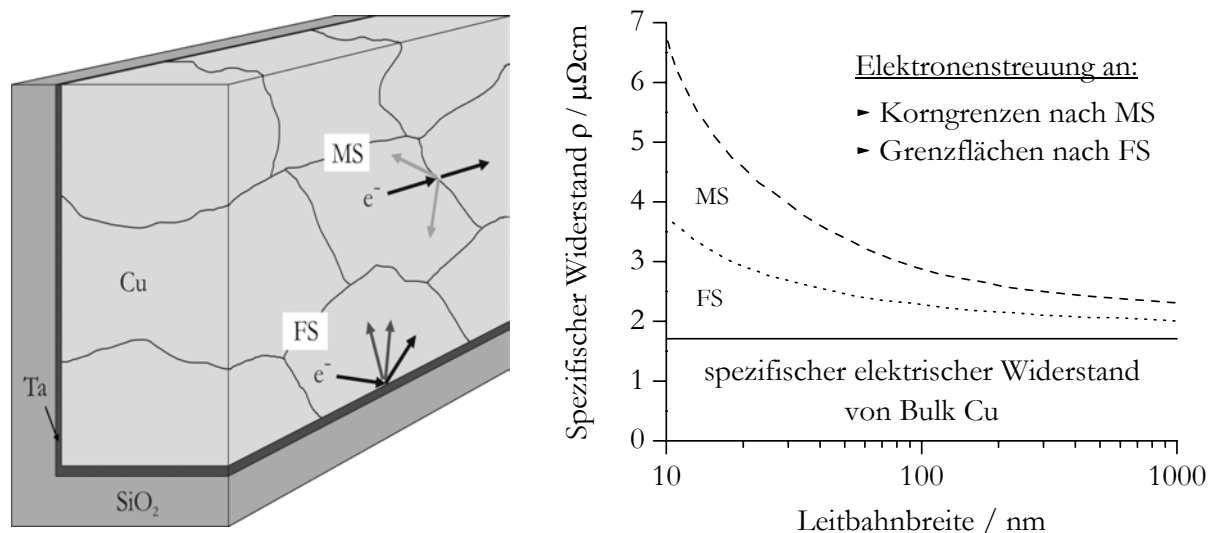 MS
e⁻
Cu
FS
e⁻
Ta
SiO₂
Spezifischer Widerstand ρ / μΩcm
7
6
5
4
3
2
1
0
Elektronenstreuung an:
► Korngrenzen nach MS
► Grenzflächen nach FS
MS
FS
spezifischer elektrischer Widerstand
von Bulk Cu
10
100
1000
Leitbahnbreite / nm